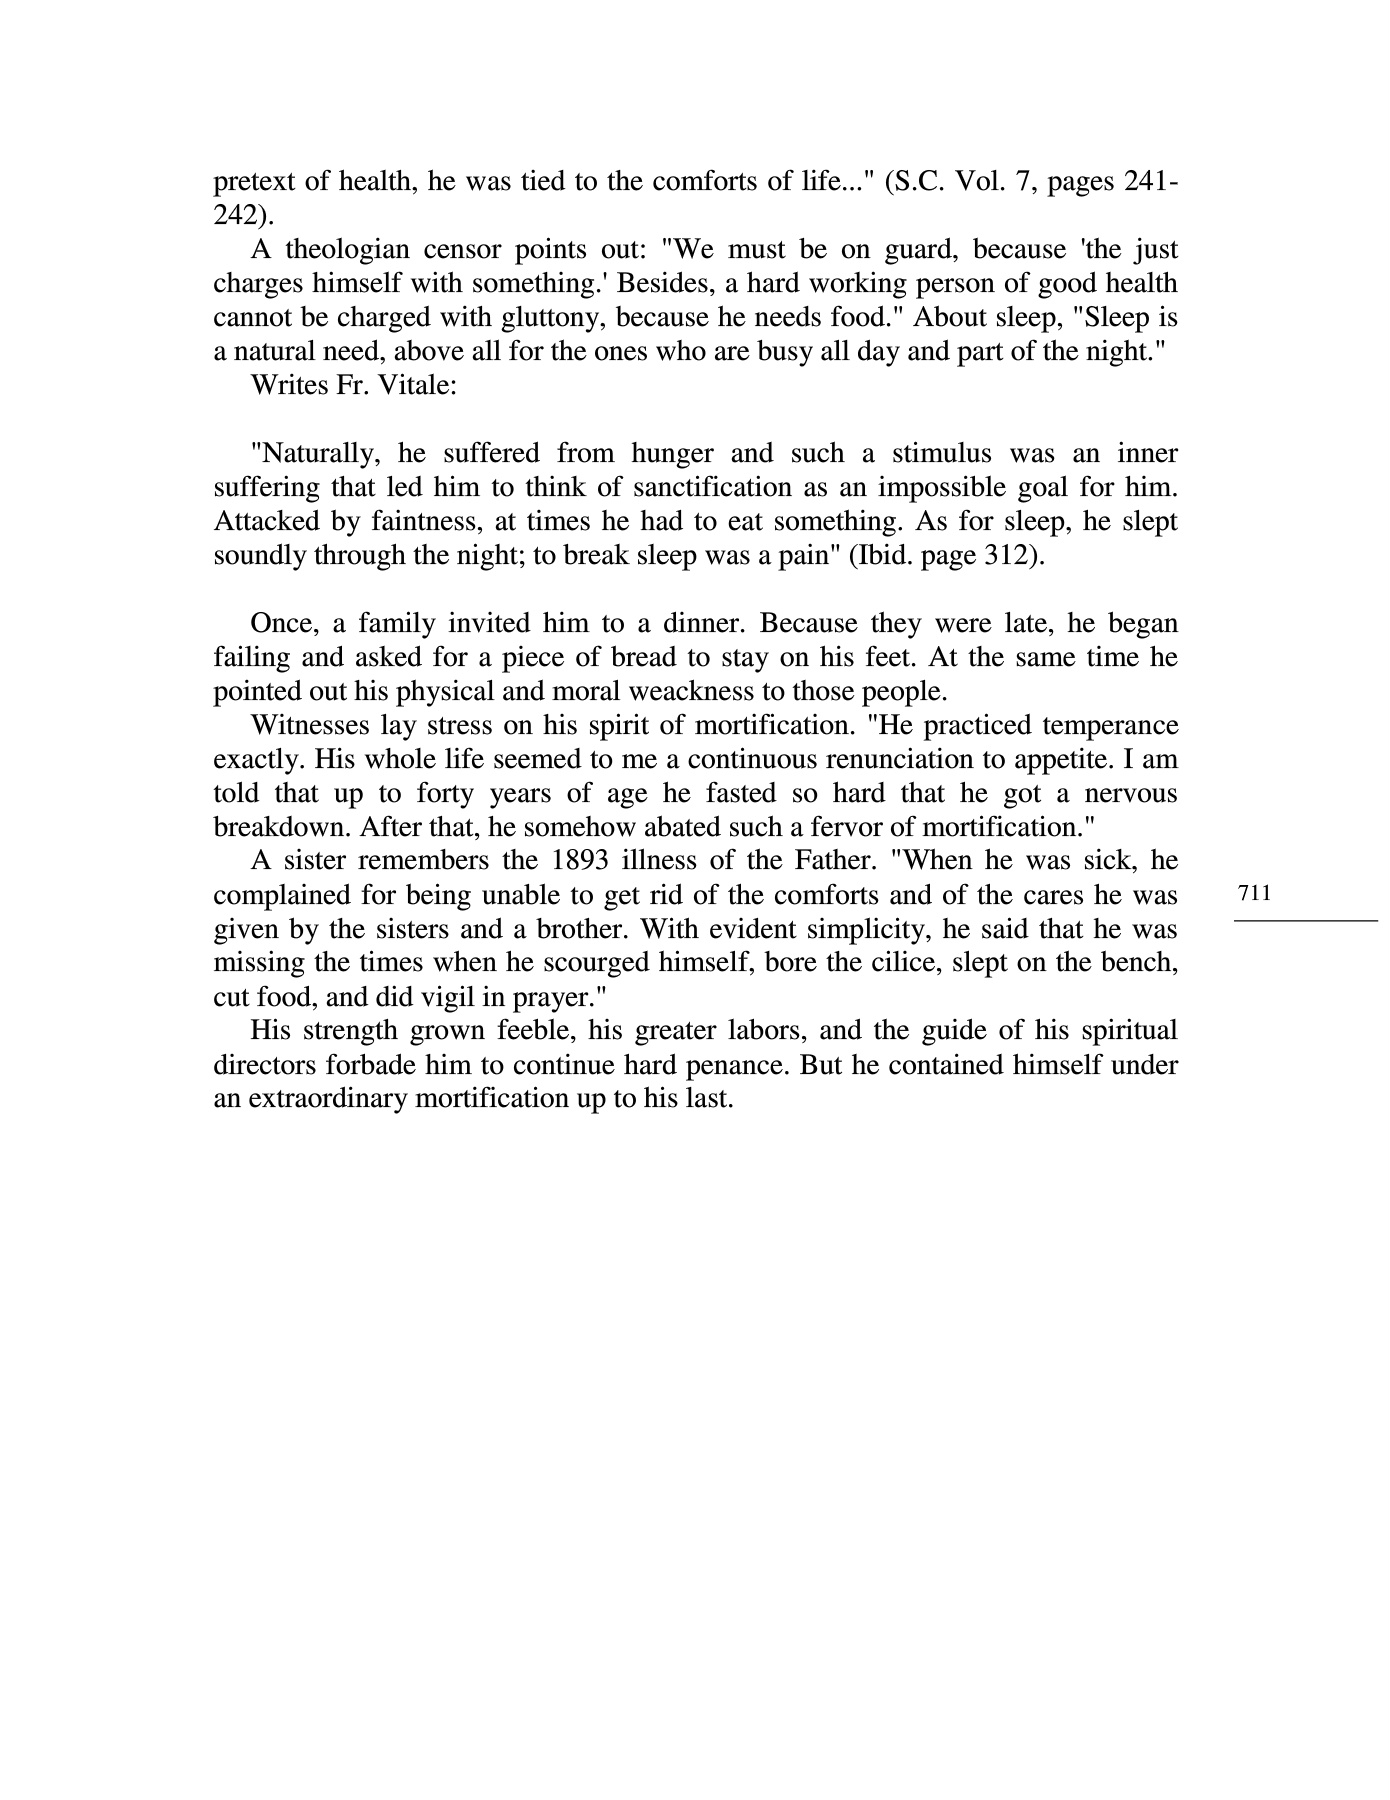 pretext of health, he was tied to the comforts of life..." (S.C. Vol. 7, pages 241-
242).
A theologian censor points out: "We must be on guard, because 'the just
charges himself with something.' Besides, a hard working person of good health
cannot be charged with gluttony, because he needs food." About sleep, "Sleep is
a natural need, above all for the ones who are busy all day and part of the night."
Writes Fr. Vitale:
"Naturally, he suffered from hunger and such a stimulus was an inner
suffering that led him to think of sanctification as an impossible goal for him.
Attacked by faintness, at times he had to eat something. As for sleep, he slept
soundly through the night; to break sleep was a pain" (Ibid. page 312).
Once, a family invited him to a dinner. Because they were late, he began
failing and asked for a piece of bread to stay on his feet. At the same time he
pointed out his physical and moral weackness to those people.
Witnesses lay stress on his spirit of mortification. "He practiced temperance
exactly. His whole life seemed to me a continuous renunciation to appetite. I am
told that up to forty years of age he fasted so hard that he got a nervous
breakdown. After that, he somehow abated such a fervor of mortification."
A sister remembers the 1893 illness of the Father. "When he was sick, he
complained for being unable to get rid of the comforts and of the cares he was
given by the sisters and a brother. With evident simplicity, he said that he was
missing the times when he scourged himself, bore the cilice, slept on the bench,
cut food, and did vigil in prayer."
His strength grown feeble, his greater labors, and the guide of his spiritual
directors forbade him to continue hard penance. But he contained himself under
an extraordinary mortification up to his last.
711